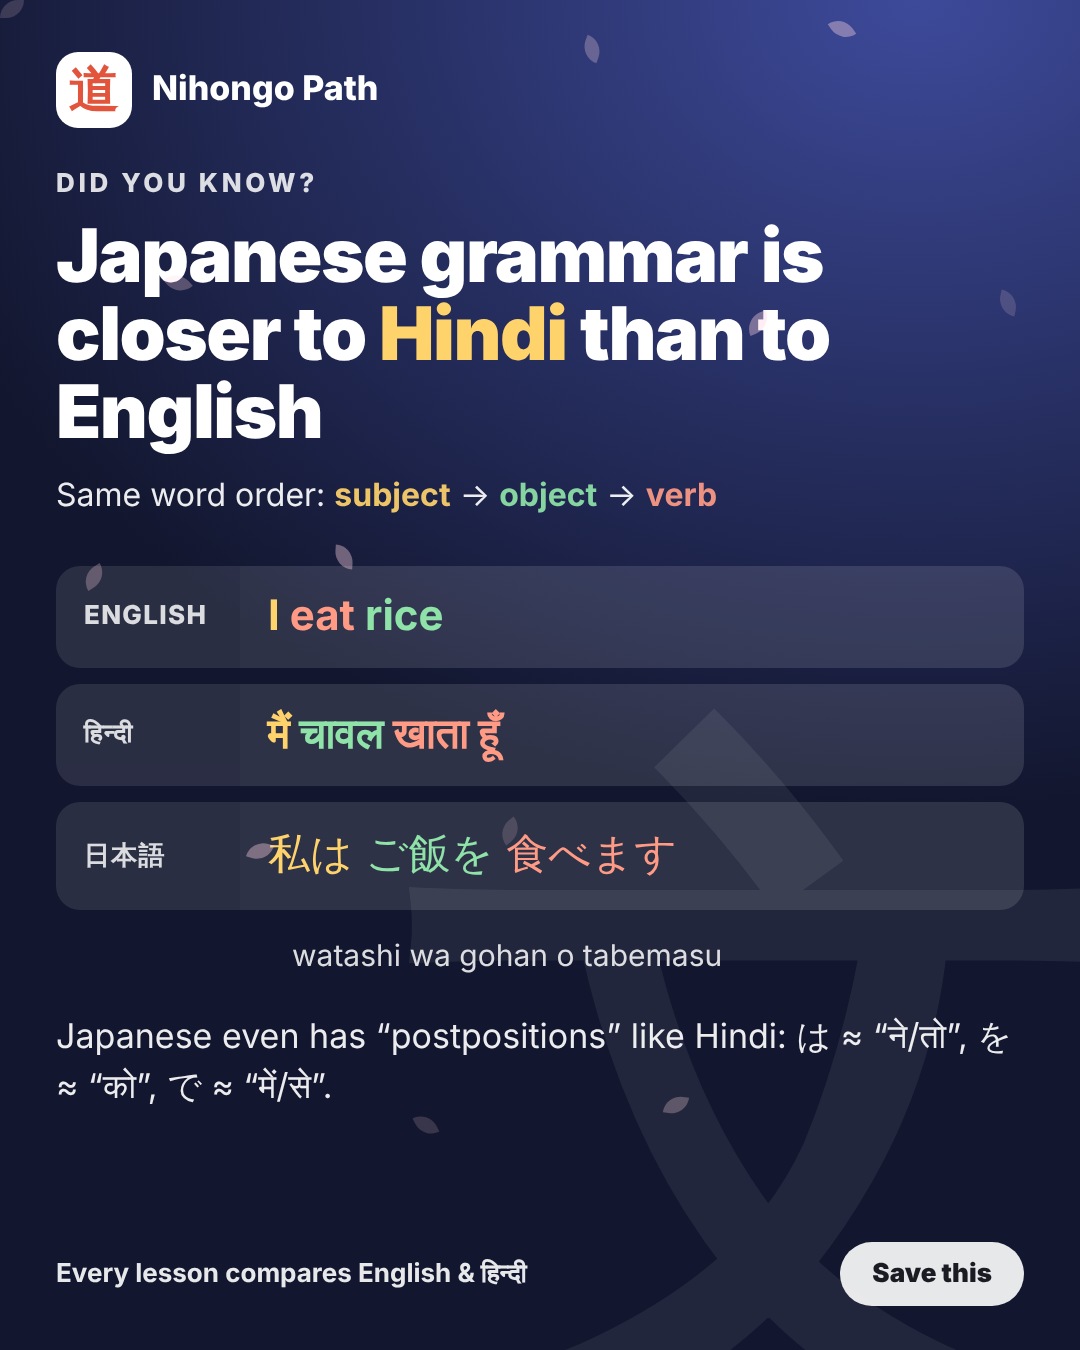 道 Nihongo Path
DID YOU KNOW?
Japanese grammar is
closer to Hindi than to
English
Same word order: subject → object → verb
ENGLISH I eat rice
हिन्दी मैं चावल खाता हूँ
日本語 私は ご飯を 食べます
watashi wa gohan o tabemasu
Japanese even has “postpositions” like Hindi: は ≈ “ने/तो”, を
≈ “को”, で ≈ “में/से”.
Every lesson compares English & हिन्दी
Save this
文